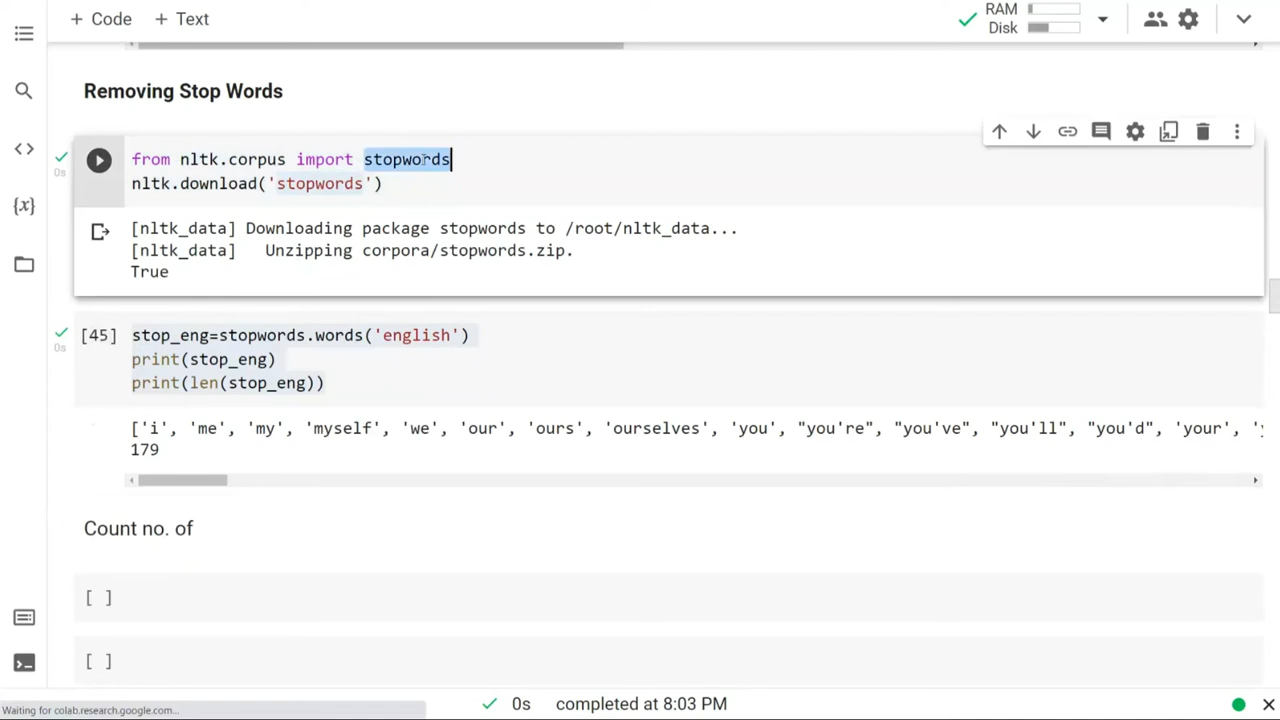 + Code + Text
RAM
Disk
Removing Stop Words
0s
from nltk.corpus import stopwords
nltk.download('stopwords')
[nltk_data] Downloading package stopwords to /root/nltk_data...
[nltk_data]   Unzipping corpora/stopwords.zip.
True
{x}
0s
[45]
stop_eng=stopwords.words('english')
print(stop_eng)
print(len(stop_eng))
['i', 'me', 'my', 'myself', 'we', 'our', 'ours', 'ourselves', 'you', "you're", "you've", "you'll", "you'd", 'your',
179
Count no. of
[ ]
[ ]
Waiting for colab.research.google.com...
0s completed at 8:03 PM